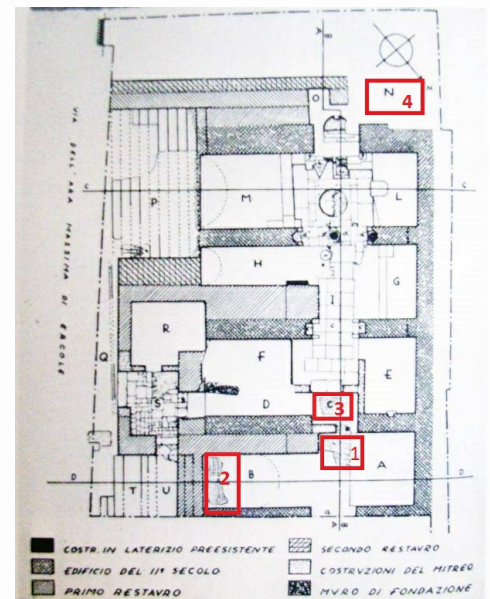 N
4
N
O
VIA DELL'ARA MASSIMA DI ERCOLE
C
C
P
M
L
H
G
I
R
Q
F
E
S
D
C
3
1
2
B
A
D
D
T
U
COSTR. IN LATERIZIO PREESISTENTE
EDIFICIO DEL II° SECOLO
PRIMO RESTAURO
SECONDO RESTAURO
COSTRUZIONI DEL MITREO
MURO DI FONDAZIONE